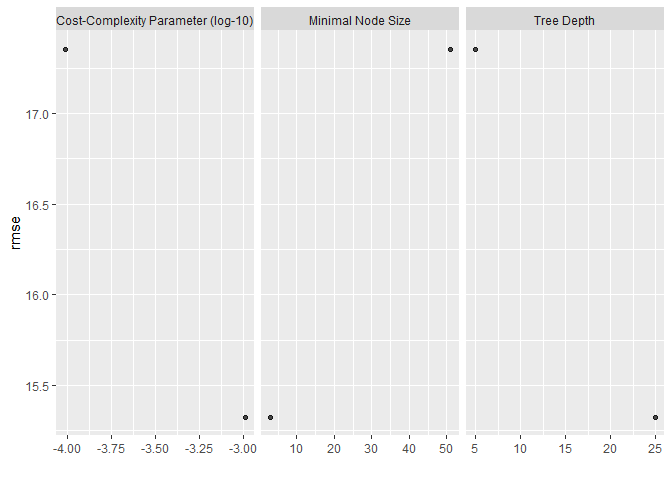 Cost-Complexity Parameter (log-10) Minimal Node Size Tree Depth
17.0
16.5
16.0
15.5
rmse
-4.00 -3.75 -3.50 -3.25 -3.00 10 20 30 40 50 5 10 15 20 25